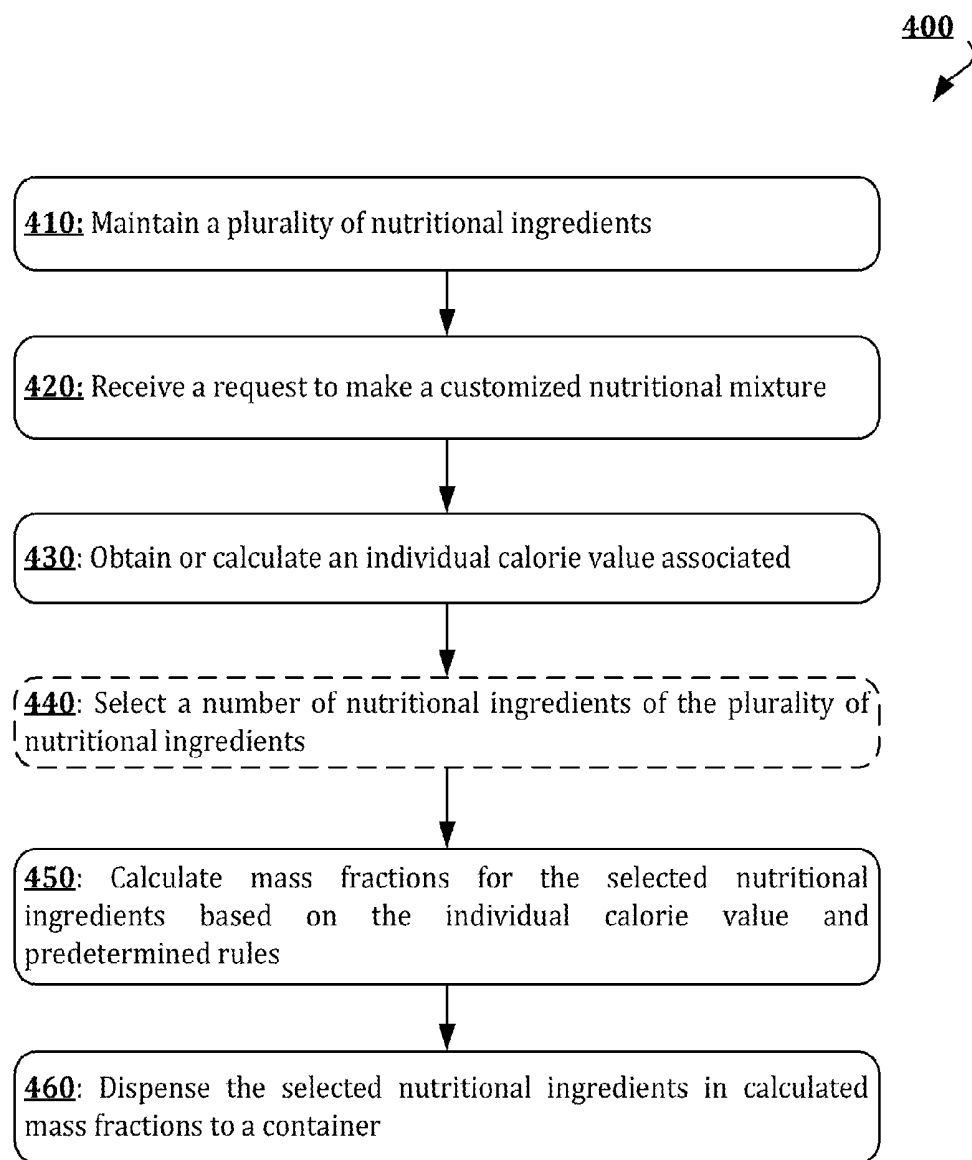 400
410: Maintain a plurality of nutritional ingredients
420: Receive a request to make a customized nutritional mixture
430: Obtain or calculate an individual calorie value associated
440: Select a number of nutritional ingredients of the plurality of
nutritional ingredients
450: Calculate mass fractions for the selected nutritional
ingredients based on the individual calorie value and
predetermined rules
460: Dispense the selected nutritional ingredients in calculated
mass fractions to a container